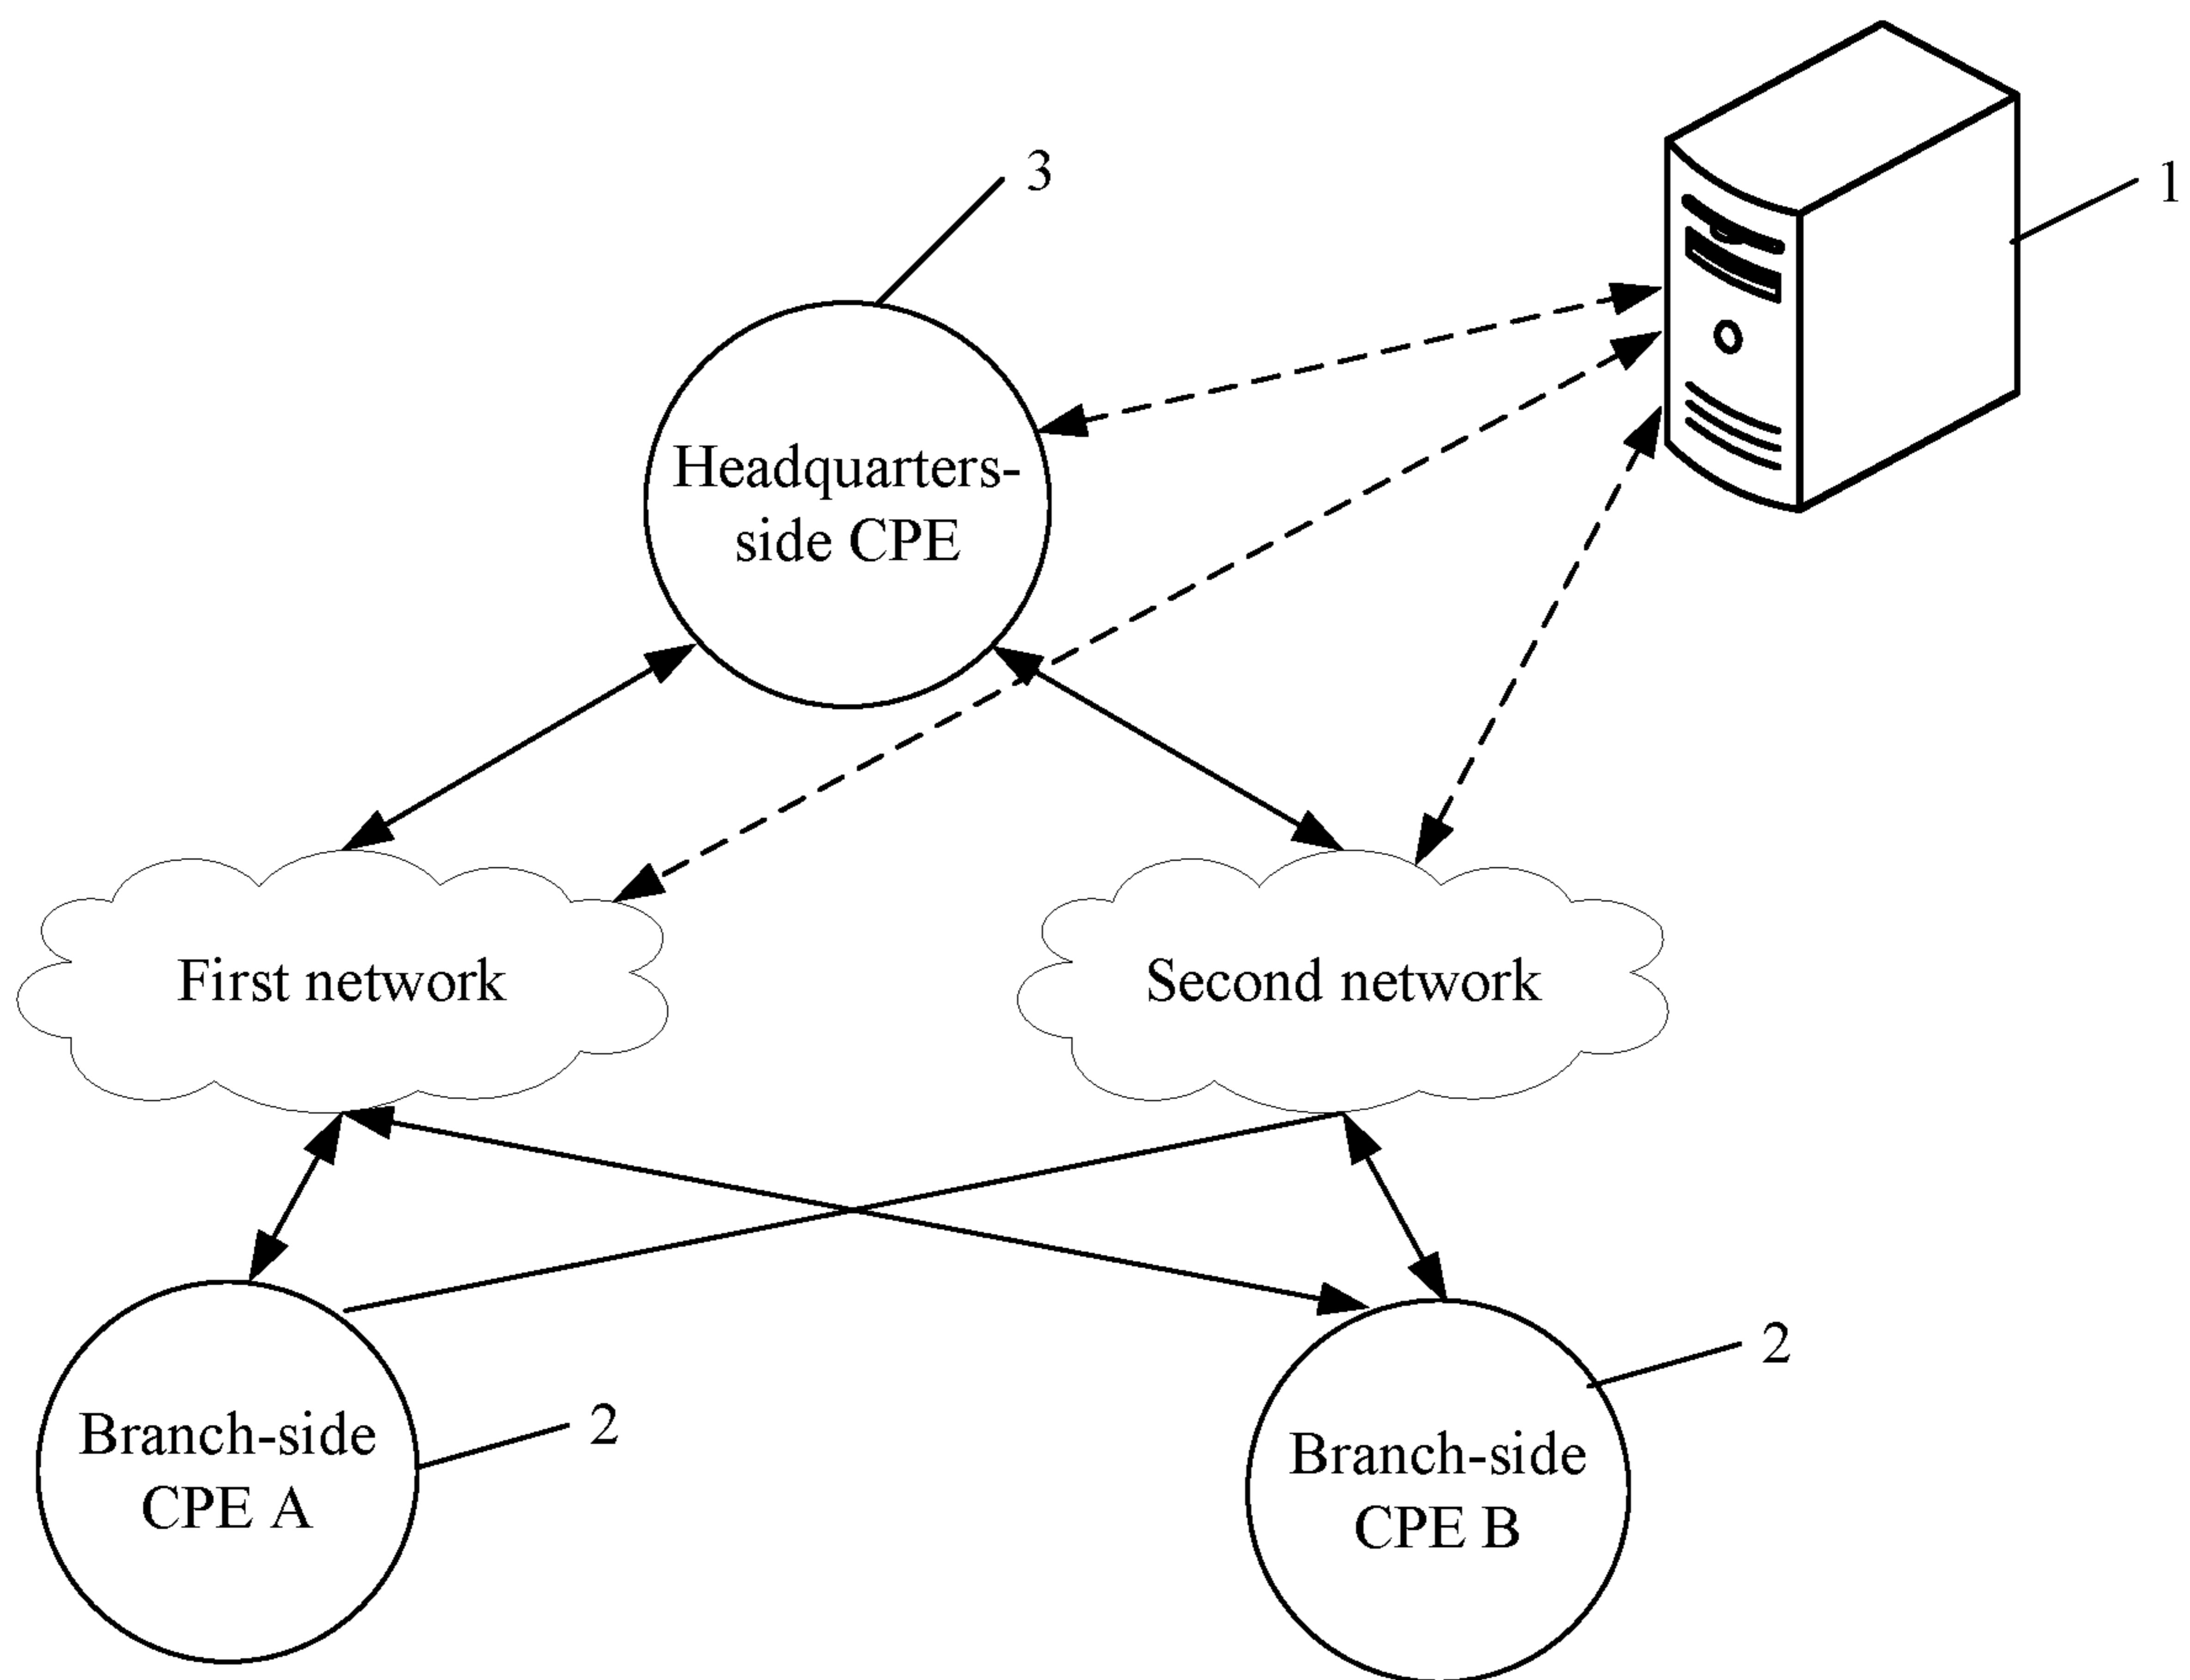 3
1
Headquarters-
side CPE
First network
Second network
2
2
Branch-side
CPE A
Branch-side
CPE B